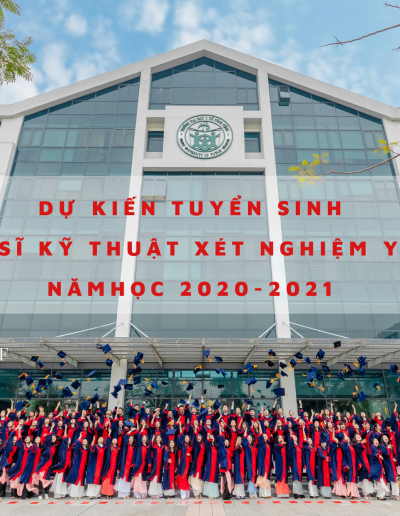 DỰ KIẾN TUYỂN SINH
SĨ KỸ THUẬT XÉT NGHIỆM Y
NĂMHỌC 2020-2021